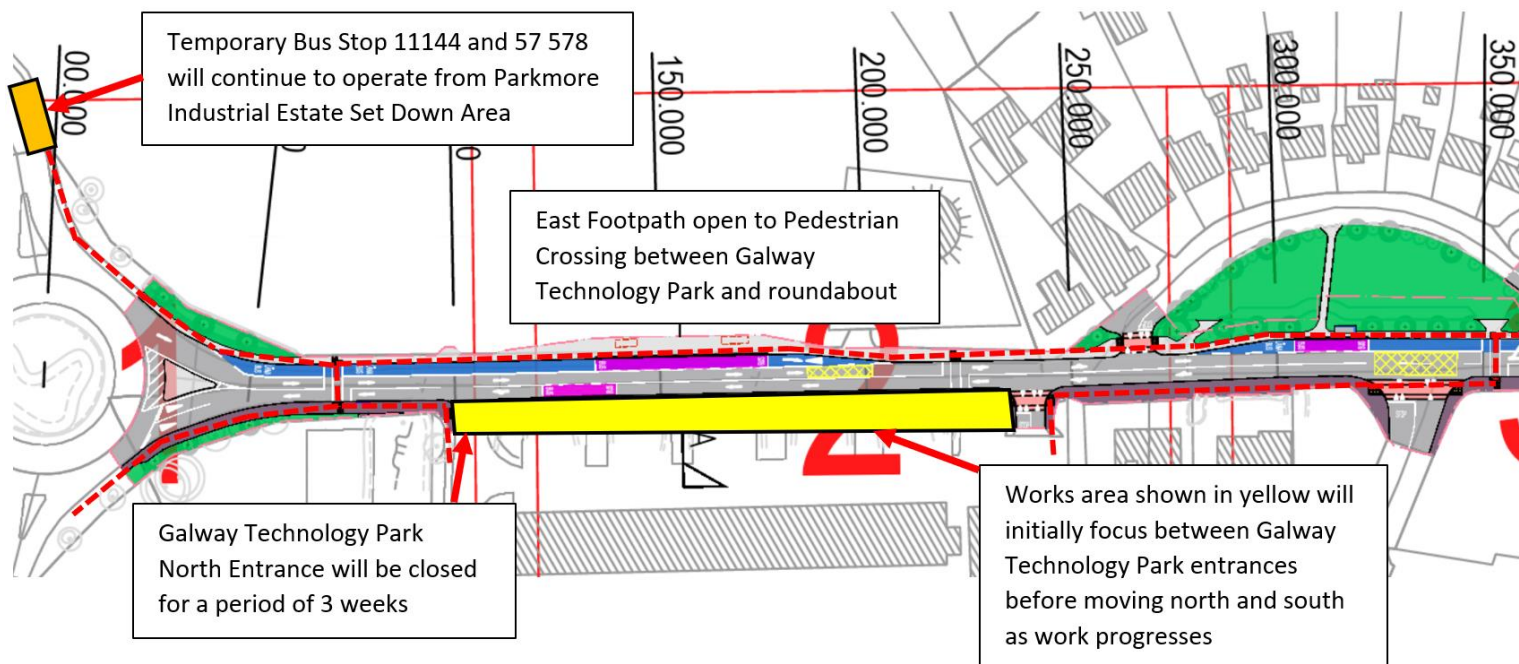 Temporary Bus Stop 11144 and 57 578
will continue to operate from Parkmore
Industrial Estate Set Down Area
00.000
150.000
200.000
250.000
300.000
350.000
East Footpath open to Pedestrian
Crossing between Galway
Technology Park and roundabout
Galway Technology Park
North Entrance will be closed
for a period of 3 weeks
Works area shown in yellow will
initially focus between Galway
Technology Park entrances
before moving north and south
as work progresses